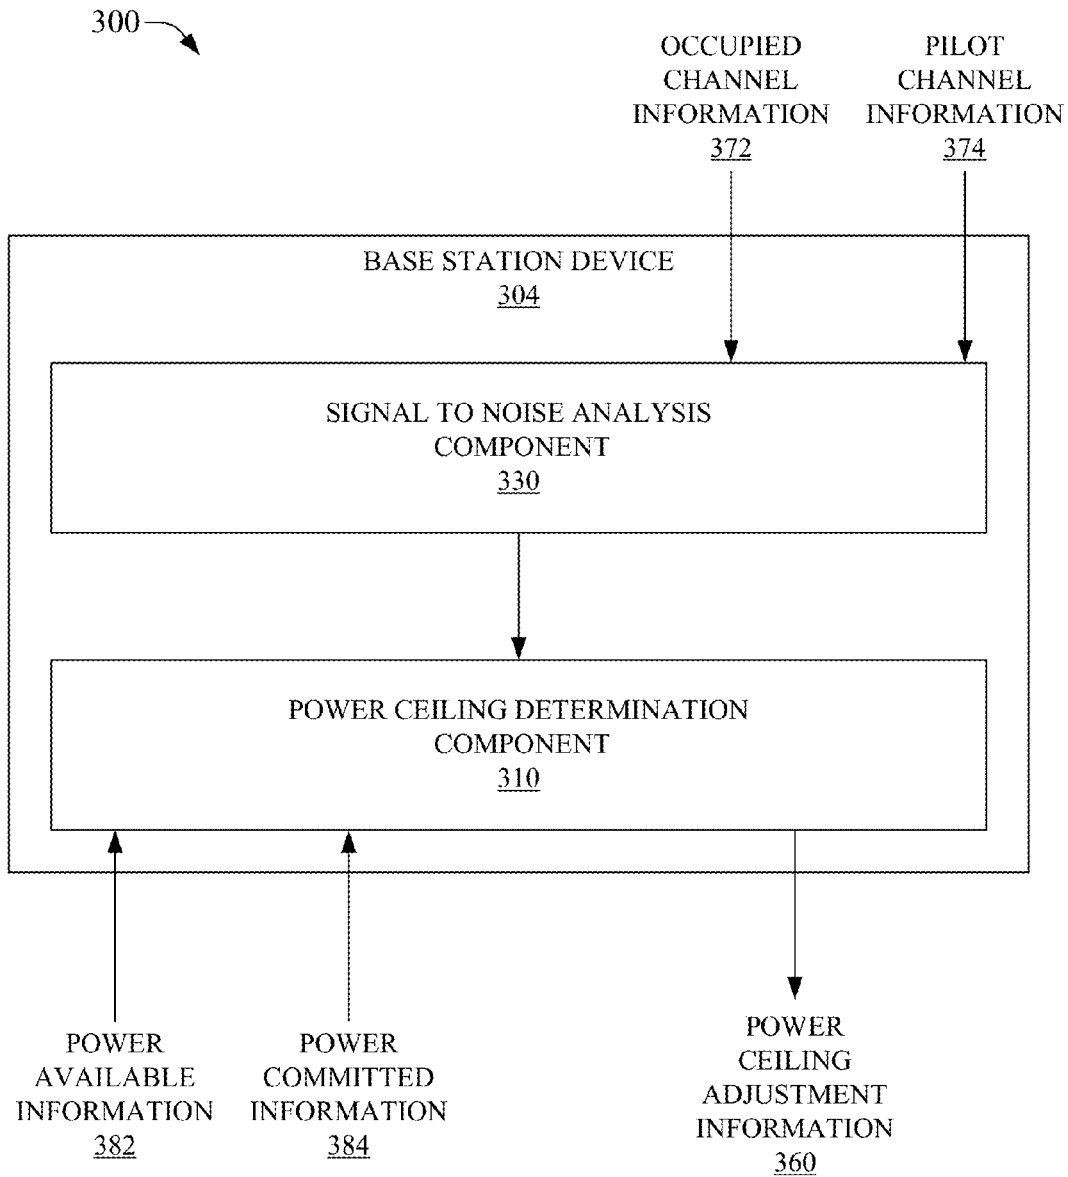 300
OCCUPIED
CHANNEL
INFORMATION
372
PILOT
CHANNEL
INFORMATION
374
BASE STATION DEVICE
304
SIGNAL TO NOISE ANALYSIS
COMPONENT
330
POWER CEILING DETERMINATION
COMPONENT
310
POWER
AVAILABLE
INFORMATION
382
POWER
COMMITTED
INFORMATION
384
POWER
CEILING
ADJUSTMENT
INFORMATION
360